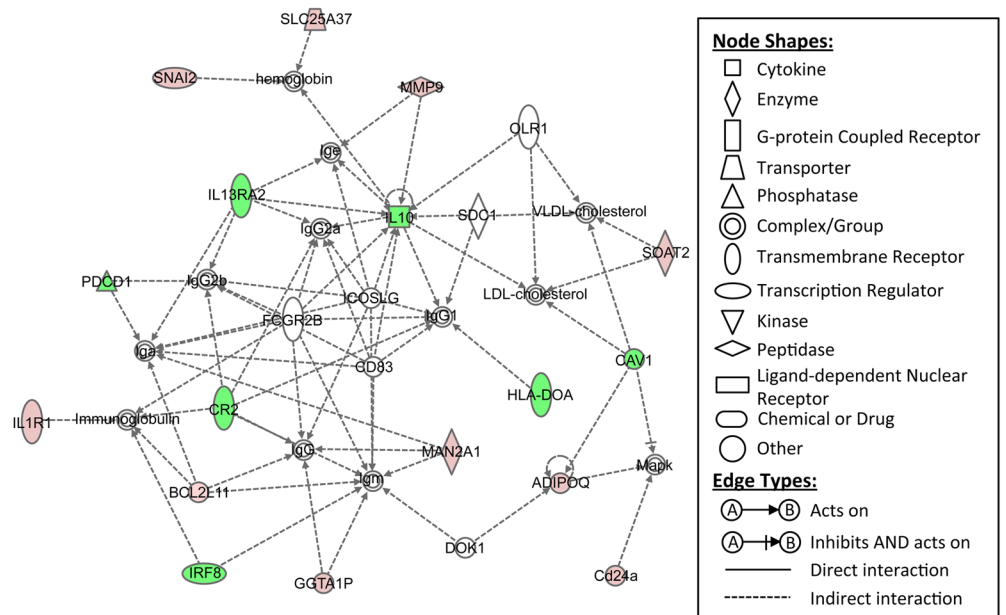 SLC25A37
SNAI2
hemoglobin
MMP9
OLR1
Ige
IL13RA2
IL10
SDC1
VLDL-cholesterol
IgG2a
SOAT2
PDCD1
IgG2b
ICOSLG
LDL-cholesterol
FCGR2B
IgG1
Iga
CD83
CAV1
HLA-DOA
CR2
IL1R1
Immunoglobulin
IgG
MAN2A1
Mapk
Igm
ADIPOQ
BCL2L11
DOK1
IRF8
GGTA1P
Cd24a
Node Shapes:
Cytokine
Enzyme
G-protein Coupled Receptor
Transporter
Phosphatase
Complex/Group
Transmembrane Receptor
Transcription Regulator
Kinase
Peptidase
Ligand-dependent Nuclear
Receptor
Chemical or Drug
Other
Edge Types:
A B Acts on
A B Inhibits AND acts on
Direct interaction
Indirect interaction